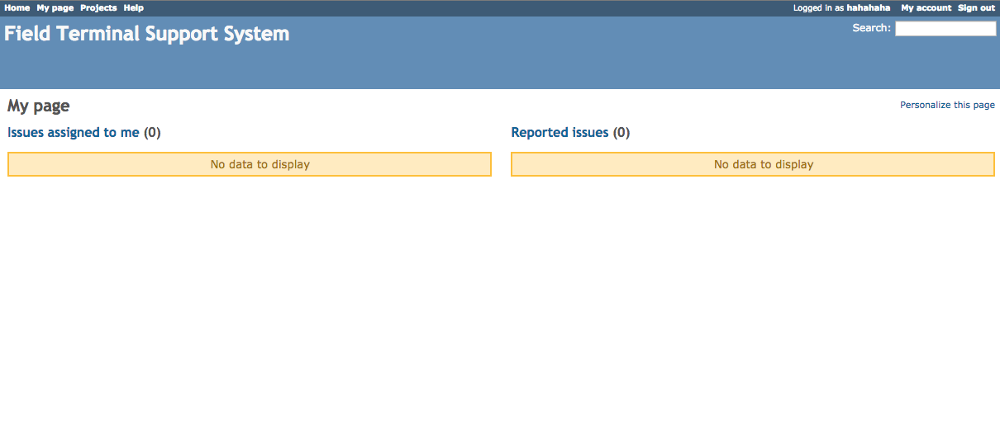 Home My page Projects Help Logged in as hahahaha My account Sign out
Field Terminal Support System Search:
My page Personalize this page
Issues assigned to me (0) Reported issues (0)
No data to display No data to display